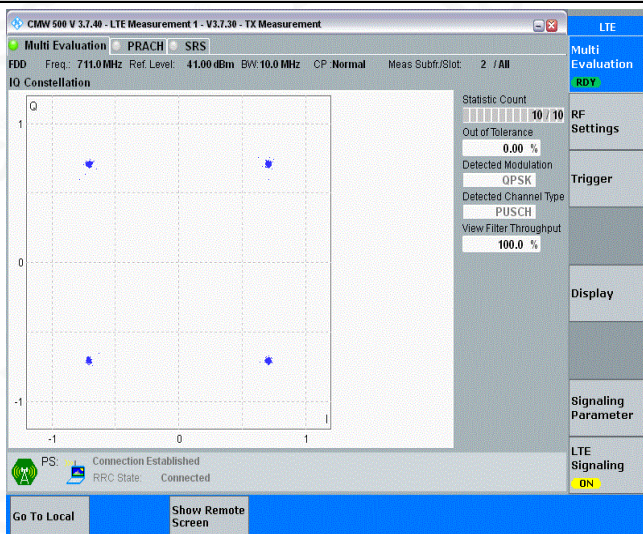 CMW 500 V 3.7.40 - LTE Measurement 1 - V3.7.30 - TX Measurement
LTE
Multi Evaluation PRACH SRS
Multi
Evaluation
RDY
FDD Freq.: 711.0 MHz Ref. Level: 41.00 dBm BW: 10.0 MHz CP :Normal Meas Subfr./Slot: 2 / All
IQ Constellation
Q
1
0
-1
-1 0 1
I
Statistic Count
10 / 10
Out of Tolerance
0.00 %
Detected Modulation
QPSK
Detected Channel Type
PUSCH
View Filter Throughput
100.0 %
RF
Settings
Trigger
Display
Signaling
Parameter
LTE
Signaling
ON
PS: Connection Established
RRC State: Connected
Go To Local
Show Remote
Screen